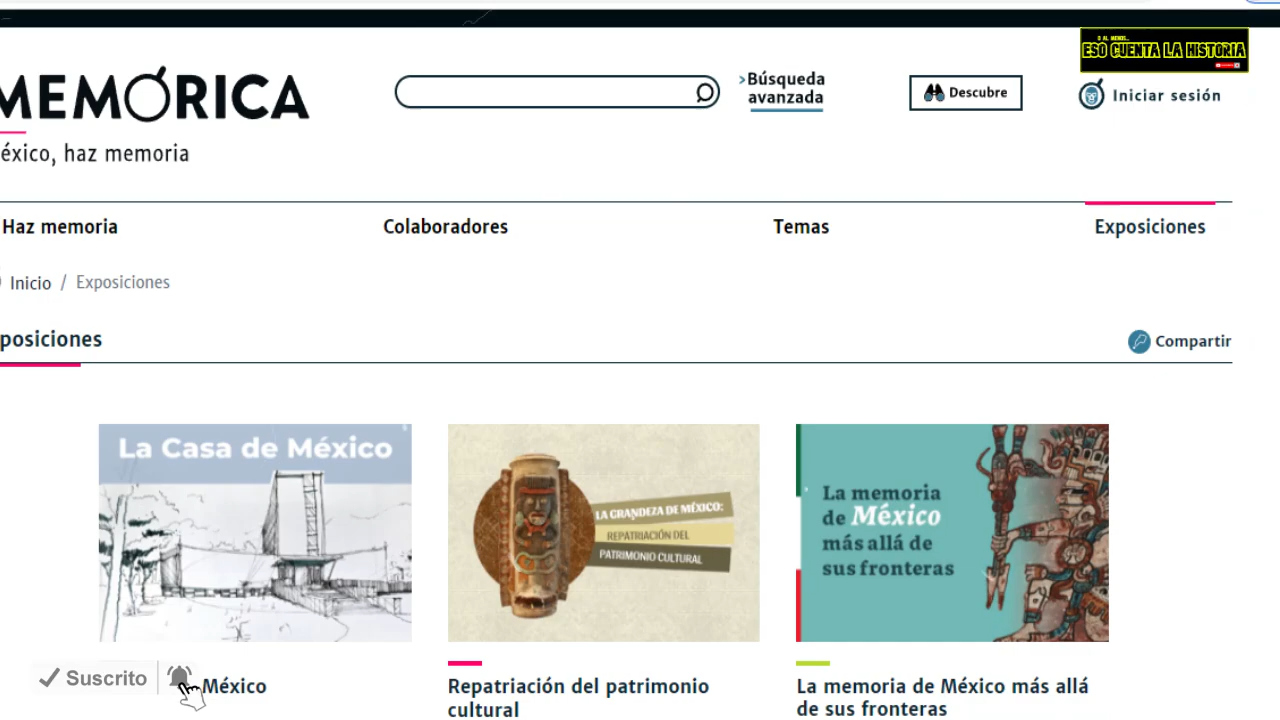 O AL MENOS...
ESO CUENTA LA HISTORIA
MEMÓRICA
éxico, haz memoria
Búsqueda
avanzada
Descubre
Iniciar sesión
Haz memoria
Colaboradores
Temas
Exposiciones
Inicio / Exposiciones
posiciones
Compartir
La Casa de México
LA GRANDEZA DE MÉXICO:
REPATRIACIÓN DEL
PATRIMONIO CULTURAL
La memoria
de México
más allá de
sus fronteras
Suscrito
México
Repatriación del patrimonio
cultural
La memoria de México más allá
de sus fronteras